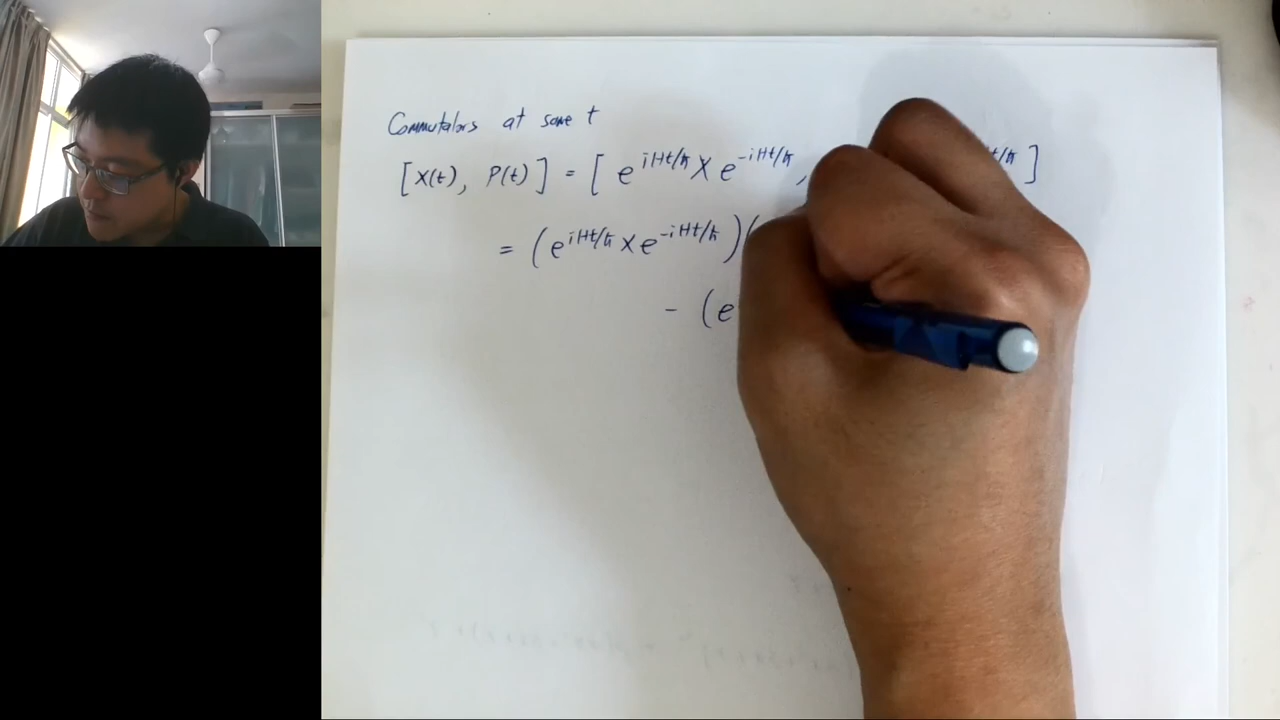 Commutators at same t
[X(t), P(t)] = [ e^{iHt/ħ} X e^{-iHt/ħ}, t/ħ ]
= (e^{iHt/ħ} X e^{-iHt/ħ})(
- (e